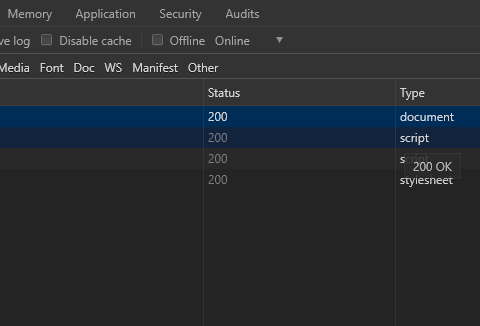 Memory Application Security Audits
ve log Disable cache Offline Online
Media Font Doc WS Manifest Other
Status Type
200 document
200 script
200 script
200 OK
200 stylesheet